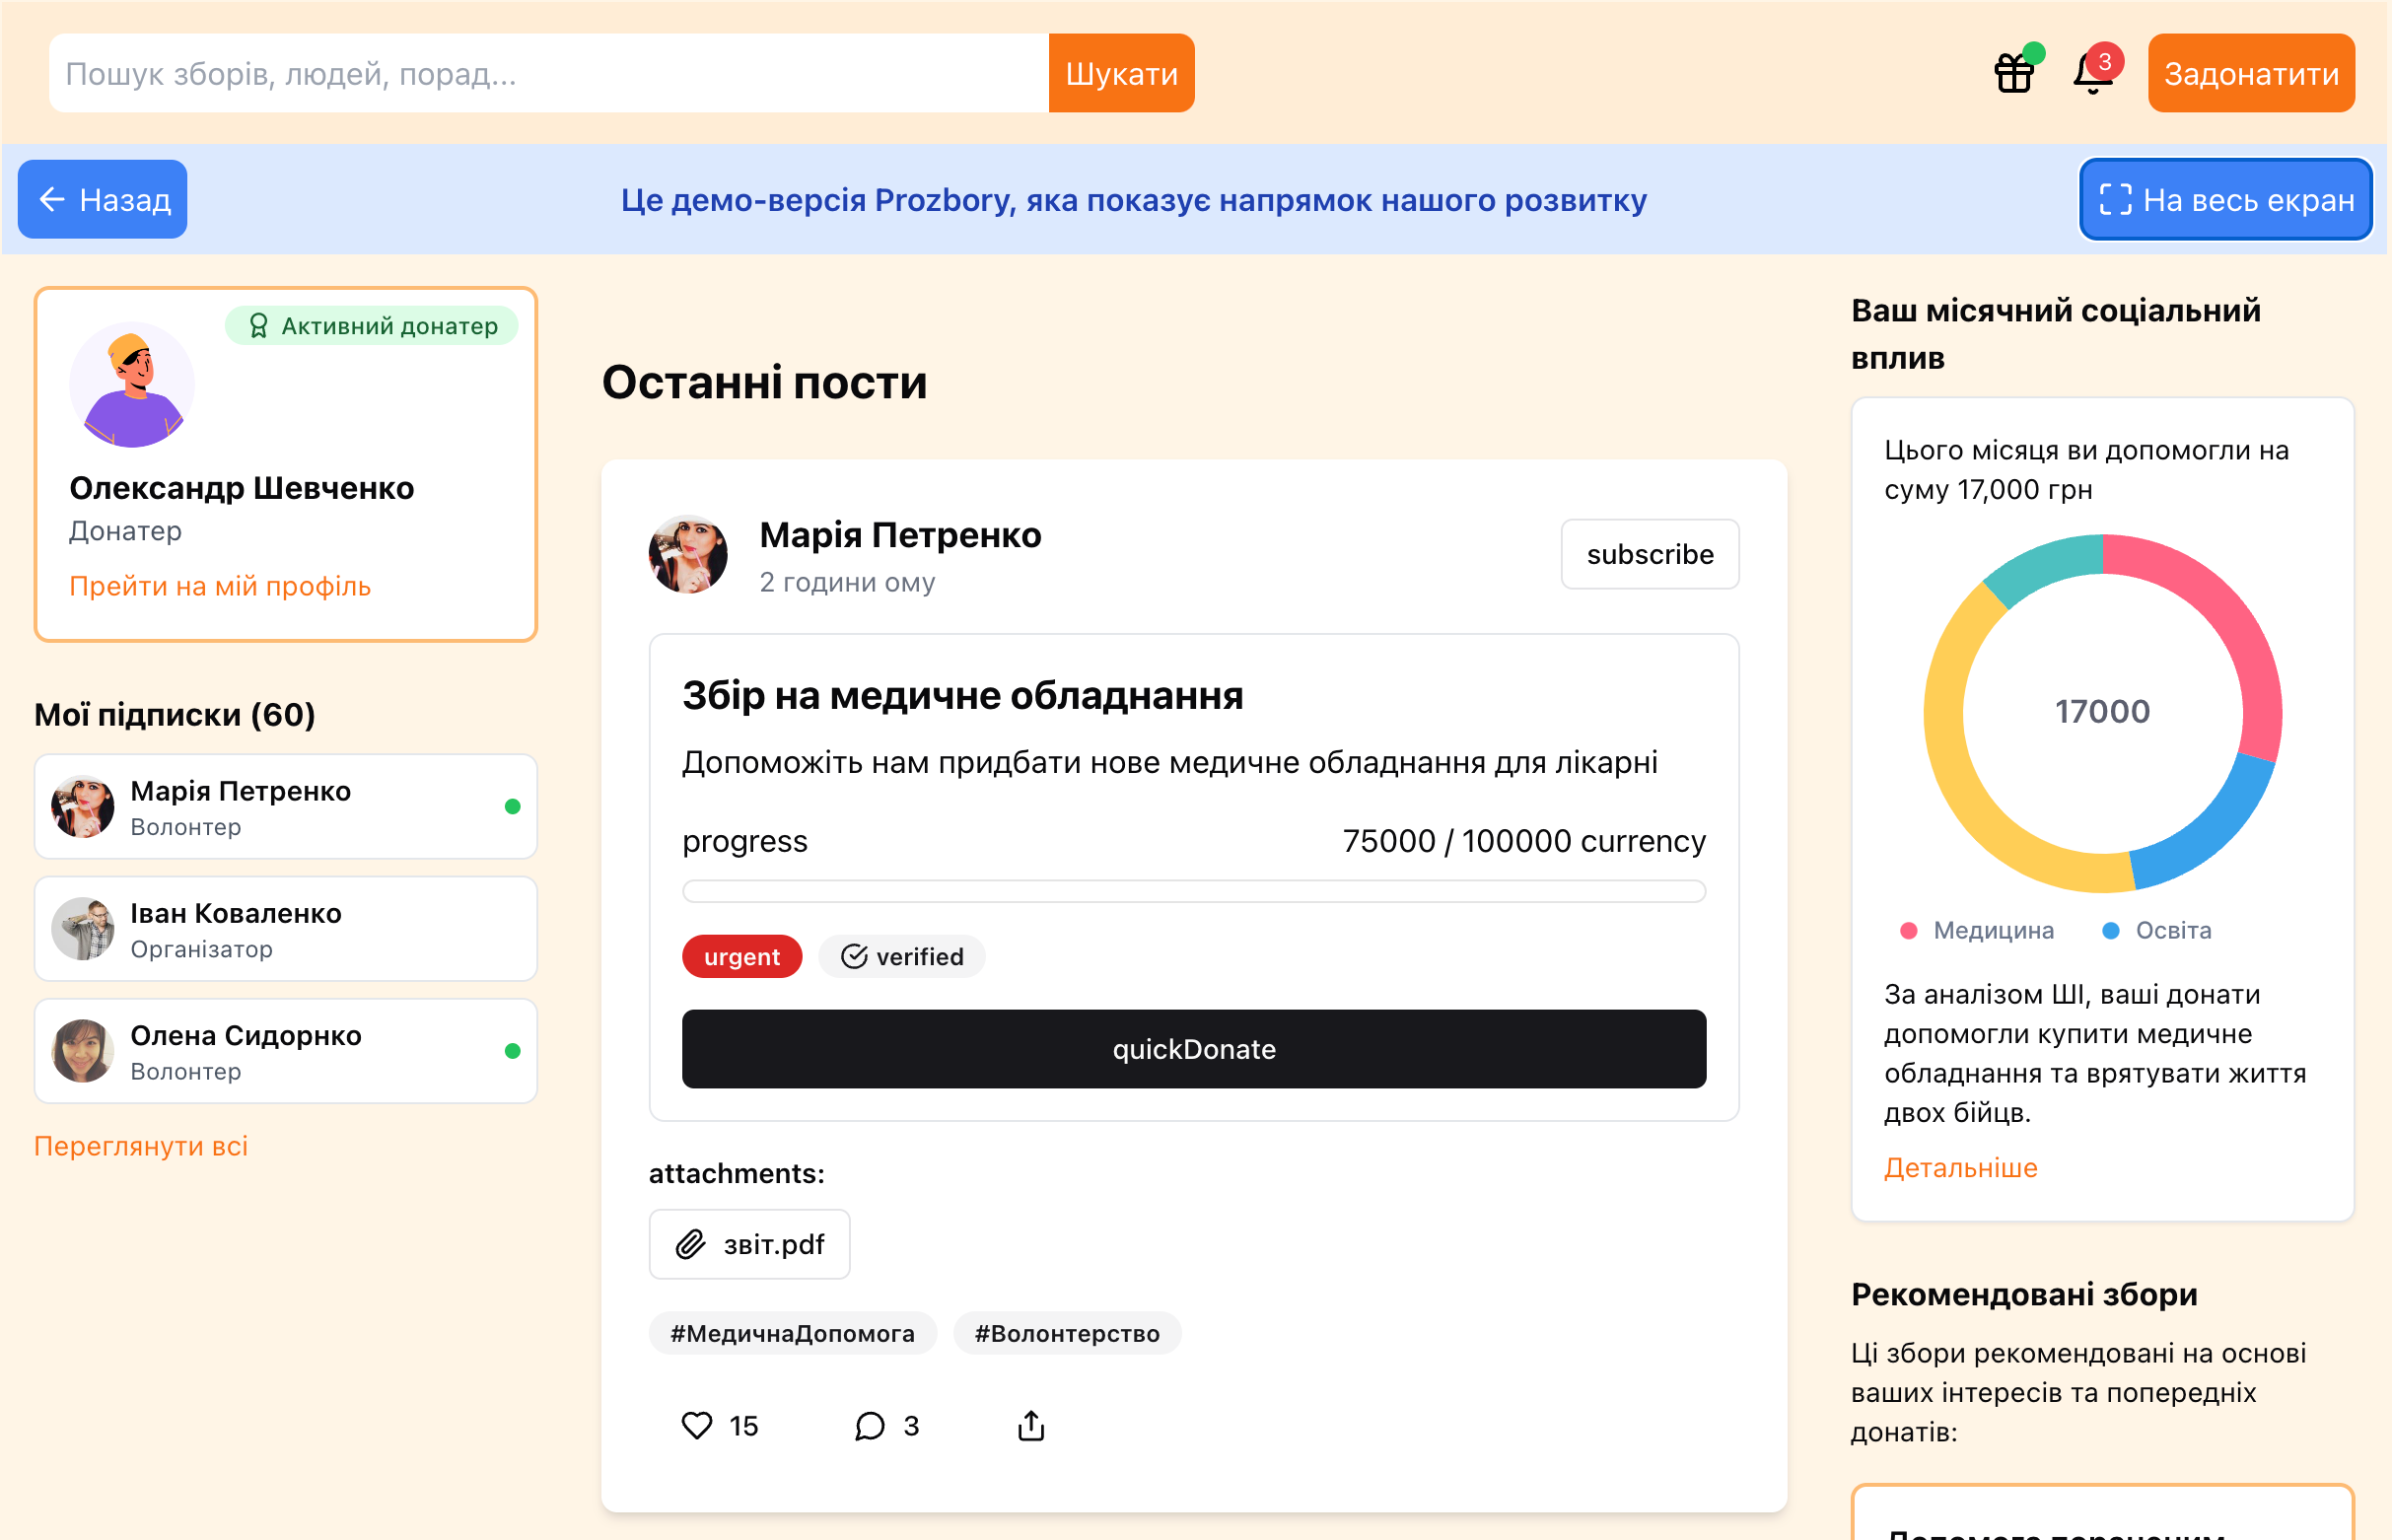 Пошук зборів, людей, порад...
Шукати
3
Задонатити
Назад
Це демо-версія Prozbory, яка показує напрямок нашого розвитку
На весь екран
Активний донатер
Олександр Шевченко
Донатер
Прейти на мій профіль
Мої підписки (60)
Марія Петренко
Волонтер
Іван Коваленко
Організатор
Олена Сидорнко
Волонтер
Переглянути всі
Останні пости
Марія Петренко
2 години ому
subscribe
Збір на медичне обладнання
Допоможіть нам придбати нове медичне обладнання для лікарні
progress
75000 / 100000 currency
urgent
verified
quickDonate
attachments:
звіт.pdf
#МедичнаДопомога
#Волонтерство
15
3
Ваш місячний соціальний
вплив
Цього місяця ви допомогли на
суму 17,000 грн
17000
Медицина
Освіта
За аналізом ШІ, ваші донати
допомогли купити медичне
обладнання та врятувати життя
двох бійцв.
Детальніше
Рекомендовані збори
Ці збори рекомендовані на основі
ваших інтересів та попередніх
донатів: